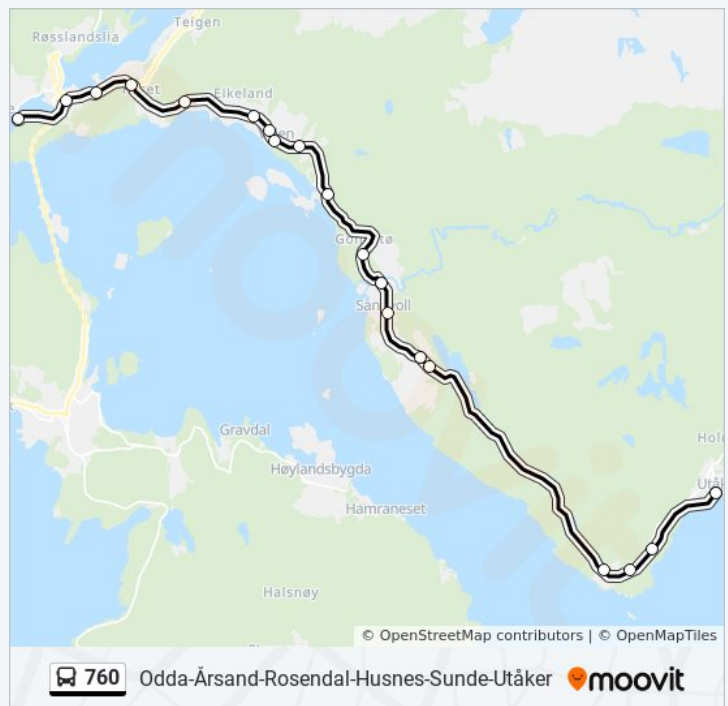 Teigen
Røsslandslia
Eikeland
Sandvoll
Gravdal
Høylandsbygda
Hamraneset
Halsnøy
© OpenStreetMap contributors | © OpenMapTiles
760
Odda-Årsand-Rosendal-Husnes-Sunde-Utåker
moovit